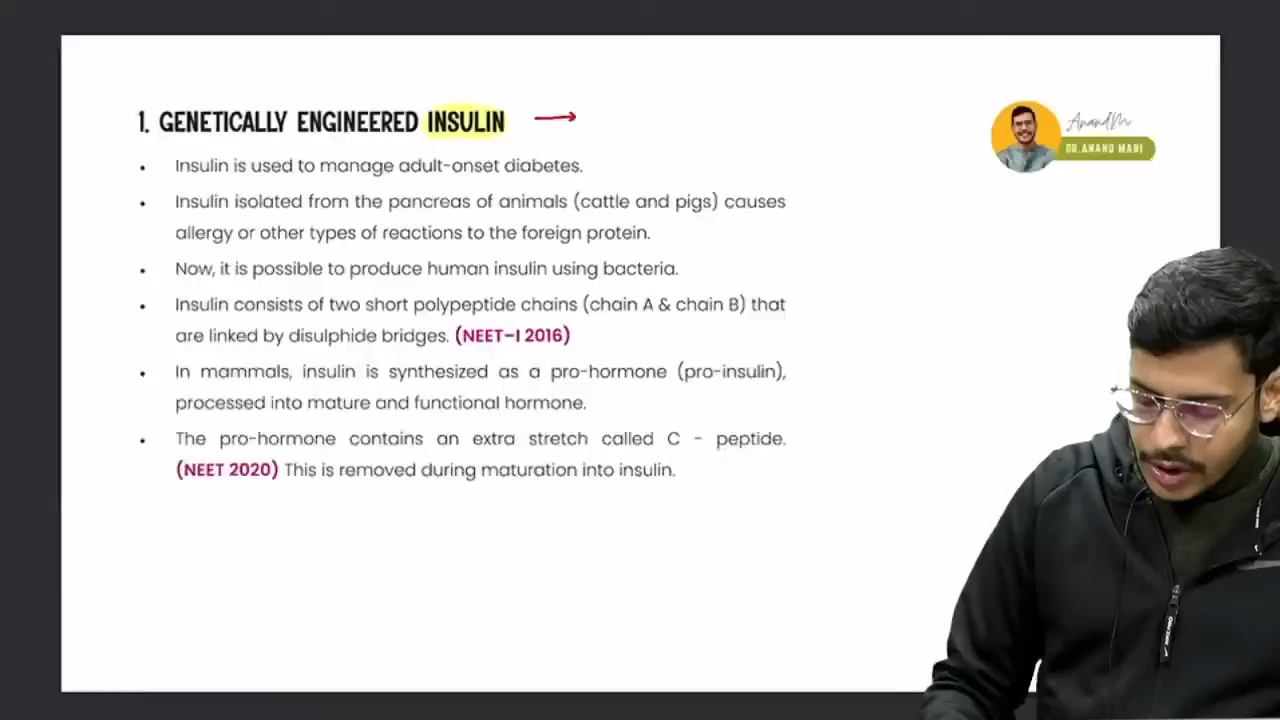 1. GENETICALLY ENGINEERED INSULIN
• Insulin is used to manage adult-onset diabetes.
• Insulin isolated from the pancreas of animals (cattle and pigs) causes
allergy or other types of reactions to the foreign protein.
• Now, it is possible to produce human insulin using bacteria.
• Insulin consists of two short polypeptide chains (chain A & chain B) that
are linked by disulphide bridges. (NEET-I 2016)
• In mammals, insulin is synthesized as a pro-hormone (pro-insulin),
processed into mature and functional hormone.
• The pro-hormone contains an extra stretch called C - peptide.
(NEET 2020) This is removed during maturation into insulin.
AnandM
DR.ANAND MANI